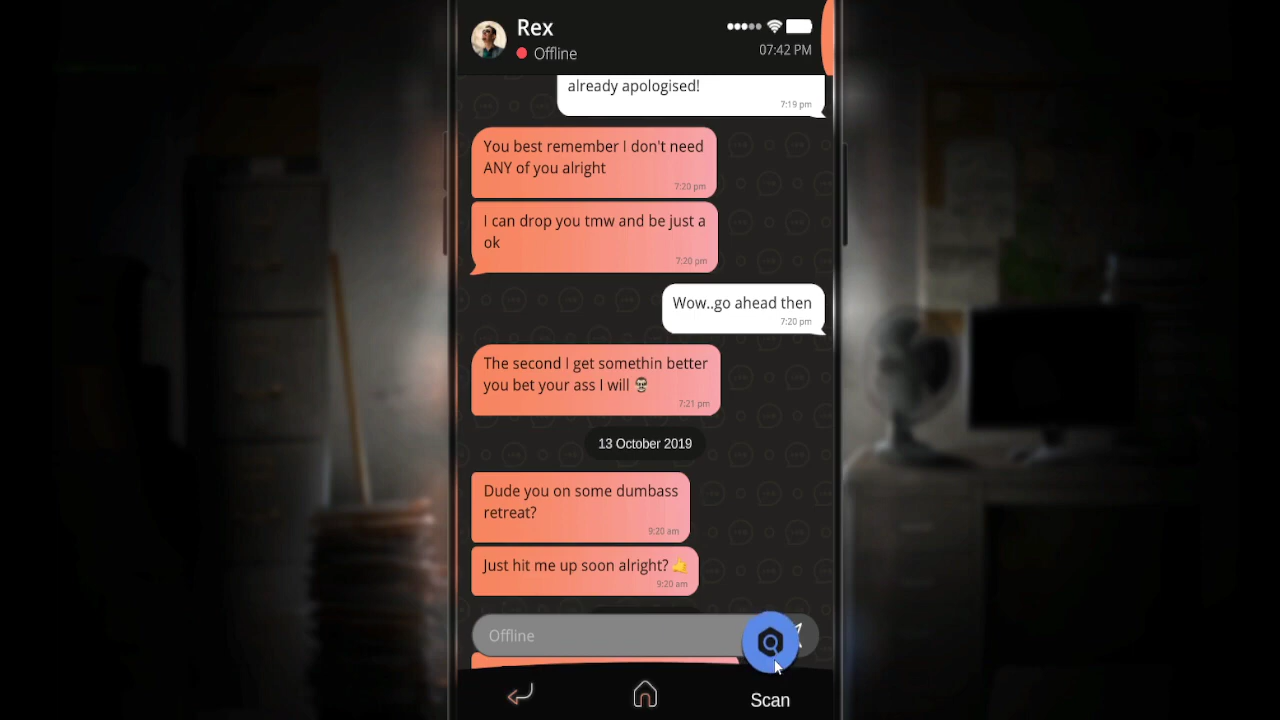 Rex
Offline
07:42 PM
already apologised!
7:19 pm
You best remember I don't need
ANY of you alright
7:20 pm
I can drop you tmw and be just a
ok
7:20 pm
Wow..go ahead then
7:20 pm
The second I get somethin better
you bet your ass I will
7:21 pm
13 October 2019
Dude you on some dumbass
retreat?
9:20 am
Just hit me up soon alright? 🤙
9:20 am
Offline
Scan